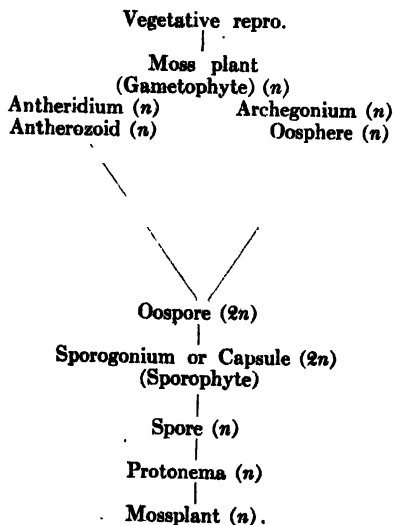 Vegetative repro.
Moss plant
(Gametophyte) (n)
Antheridium (n)
Antherozoid (n)
Archegonium (n)
Oosphere (n)
Oospore (2n)
Sporogonium or Capsule (2n)
(Sporophyte)
Spore (n)
Protonema (n)
Mossplant (n).